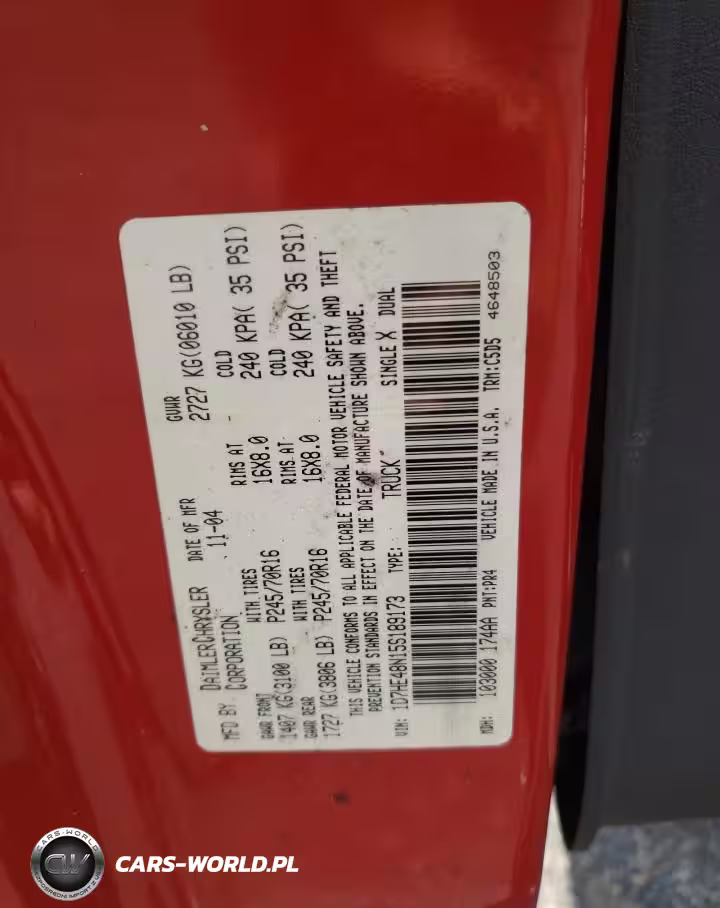 MFD BY: DAIMLERCHRYSLER CORPORATION
DATE OF MFR 11-04
GVWR 2727 KG(06010 LB)
GAWR FRONT WITH TIRES RIMS AT COLD
1407 KG(3100 LB) P245/70R16 16X8.0 240 KPA( 35 PSI)
GAWR REAR WITH TIRES RIMS AT COLD
1727 KG(3806 LB) P245/70R16 16X8.0 240 KPA( 35 PSI)
THIS VEHICLE CONFORMS TO ALL APPLICABLE FEDERAL MOTOR VEHICLE SAFETY AND THEFT
PREVENTION STANDARDS IN EFFECT ON THE DATE OF MANUFACTURE SHOWN ABOVE.
VIN: 1D7HE48N15S189173 TYPE: TRUCK SINGLE X DUAL
MDH: 103000 174AA PNT:PR4 VEHICLE MADE IN U.S.A. TRM:C5D5 4648503
CARS-WORLD
CW
CARS-WORLD.PL